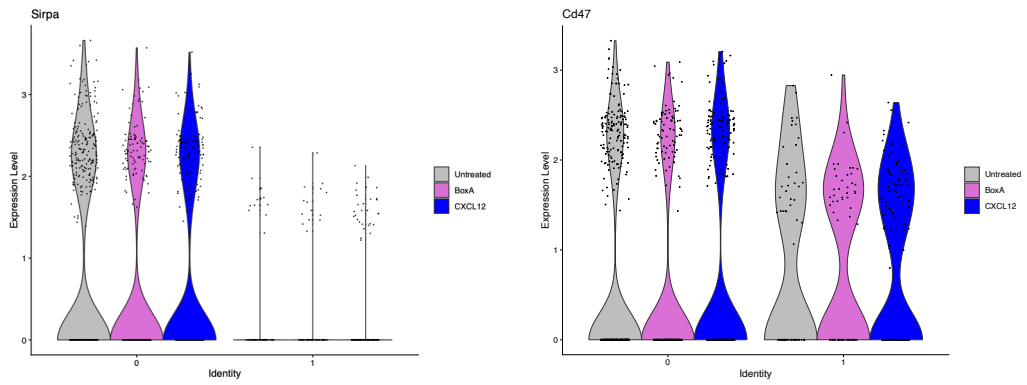 Sirpa
Expression Level
3
2
1
0
0
1
Identity
Untreated
BoxA
CXCL12
Cd47
Expression Level
3
2
1
0
0
1
Identity
Untreated
BoxA
CXCL12